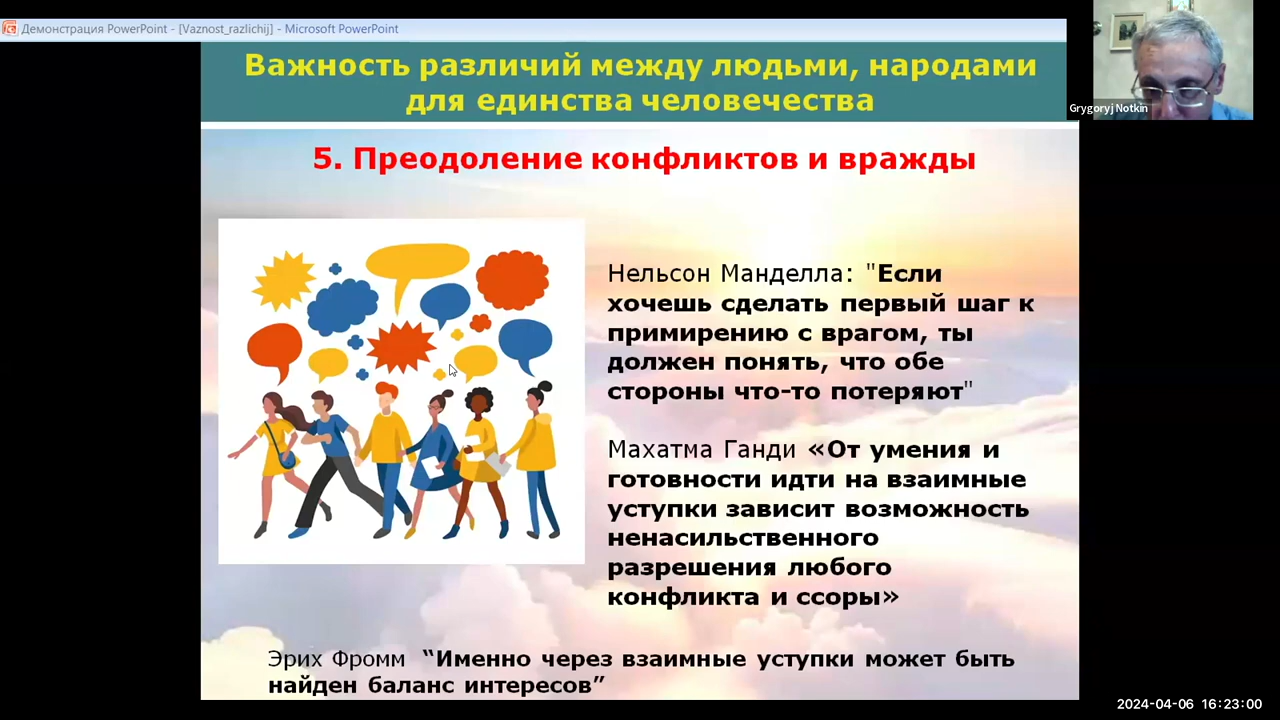 Демонстрация PowerPoint - [Vaznost_razlichij] - Microsoft PowerPoint
Важность различий между людьми, народами
для единства человечества
Grygoryj Notkin
5. Преодоление конфликтов и вражды
Нельсон Манделла: "Если
хочешь сделать первый шаг к
примирению с врагом, ты
должен понять, что обе
стороны что-то потеряют"
Махатма Ганди «От умения и
готовности идти на взаимные
уступки зависит возможность
ненасильственного
разрешения любого
конфликта и ссоры»
Эрих Фромм “Именно через взаимные уступки может быть
найден баланс интересов”
2024-04-06 16:23:00